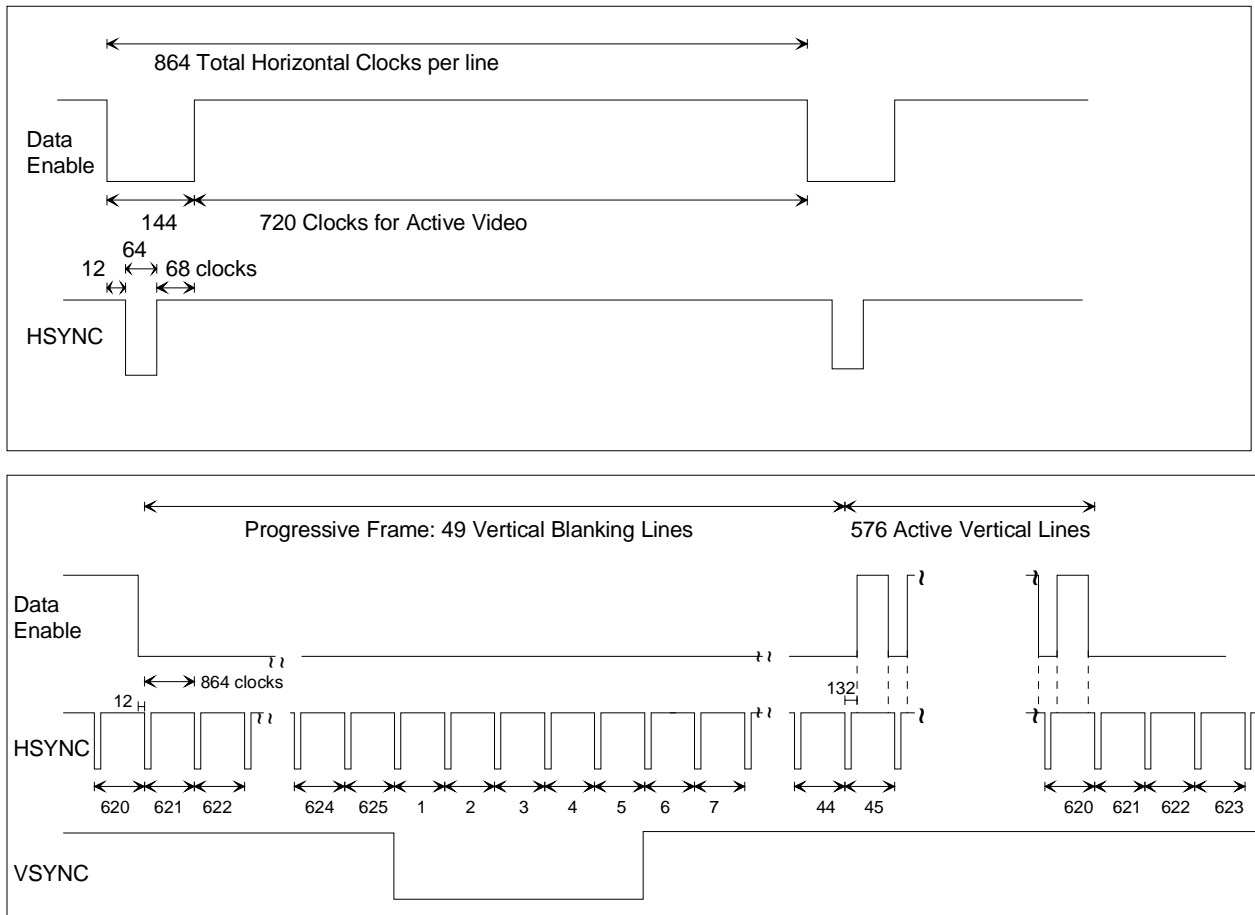 864 Total Horizontal Clocks per line
Data
Enable
144
720 Clocks for Active Video
64
12
68 clocks
HSYNC
Progressive Frame: 49 Vertical Blanking Lines
576 Active Vertical Lines
Data
Enable
864 clocks
12
132
HSYNC
620 621 622 624 625 1 2 3 4 5 6 7 44 45 620 621 622 623
VSYNC